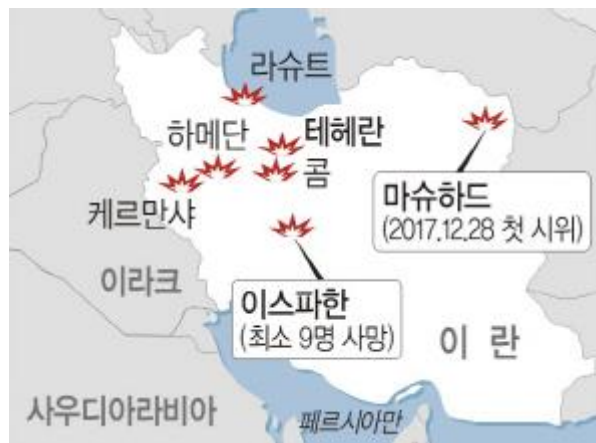 라슈트
하메단
테헤란
콤
케르만샤
마슈하드
(2017.12.28 첫 시위)
이라크
이스파한
(최소 9명 사망)
이 란
사우디아라비아
페르시아만